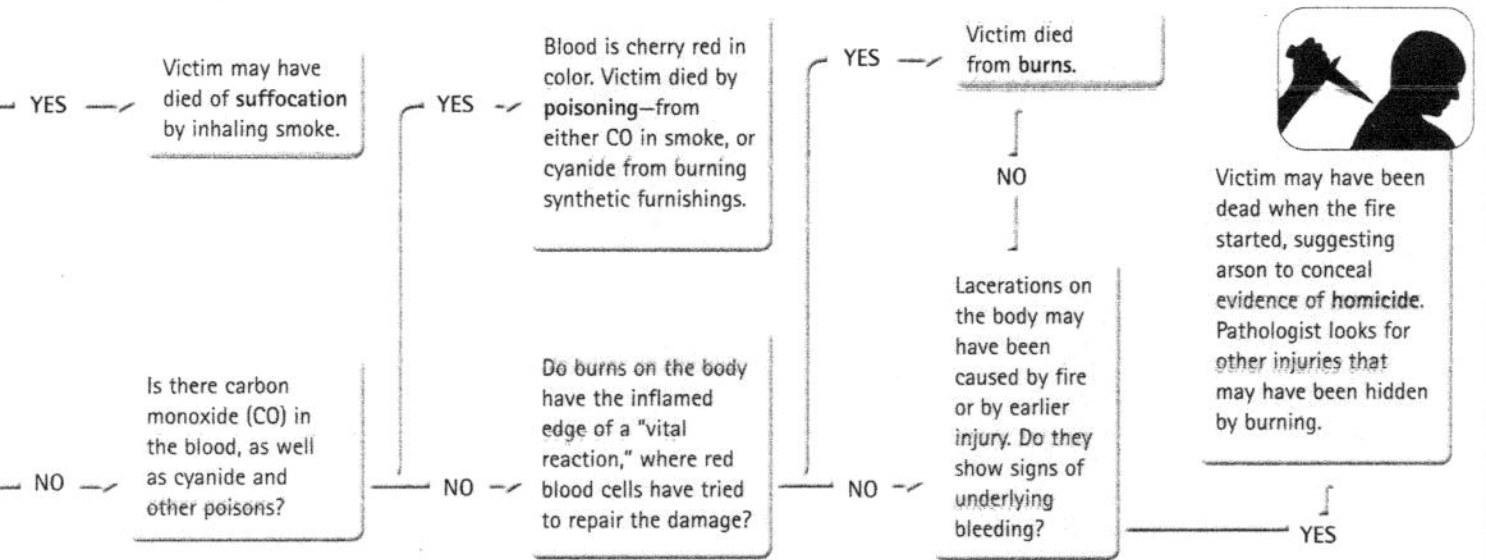 YES
Victim may have
died of suffocation
by inhaling smoke.
YES
Blood is cherry red in
color. Victim died by
poisoning—from
either CO in smoke, or
cyanide from burning
synthetic furnishings.
YES
Victim died
from burns.
NO
Victim may have been
dead when the fire
started, suggesting
arson to conceal
evidence of homicide.
Pathologist looks for
other injuries that
may have been hidden
by burning.
NO
Is there carbon
monoxide (CO) in
the blood, as well
as cyanide and
other poisons?
NO
Do burns on the body
have the inflamed
edge of a "vital
reaction," where red
blood cells have tried
to repair the damage?
NO
Lacerations on
the body may
have been
caused by fire
or by earlier
injury. Do they
show signs of
underlying
bleeding?
YES